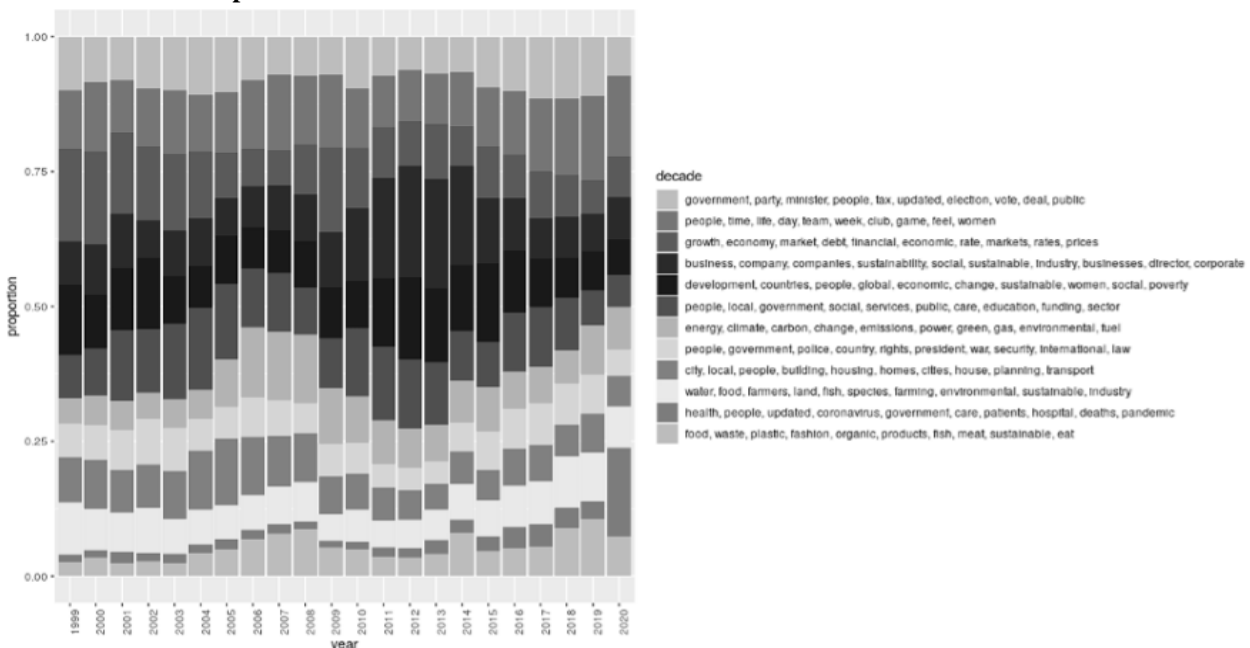 1.00
0.75
0.50
0.25
0.00
proportion
1999 2000 2001 2002 2003 2004 2005 2006 2007 2008 2009 2010 2011 2012 2013 2014 2015 2016 2017 2018 2019 2020
year
decade
government, party, minister, people, tax, updated, election, vote, deal, public
people, time, life, day, team, week, club, game, feel, women
growth, economy, market, debt, financial, economic, rate, markets, rates, prices
business, company, companies, sustainability, social, sustainable, industry, businesses, director, corporate
development, countries, people, global, economic, change, sustainable, women, social, poverty
people, local, government, social, services, public, care, education, funding, sector
energy, climate, carbon, change, emissions, power, green, gas, environmental, fuel
people, government, police, country, rights, president, war, security, international, law
city, local, people, building, housing, homes, cities, house, planning, transport
water, food, farmers, land, fish, species, farming, environmental, sustainable, industry
health, people, updated, coronavirus, government, care, patients, hospital, deaths, pandemic
food, waste, plastic, fashion, organic, products, fish, meat, sustainable, eat